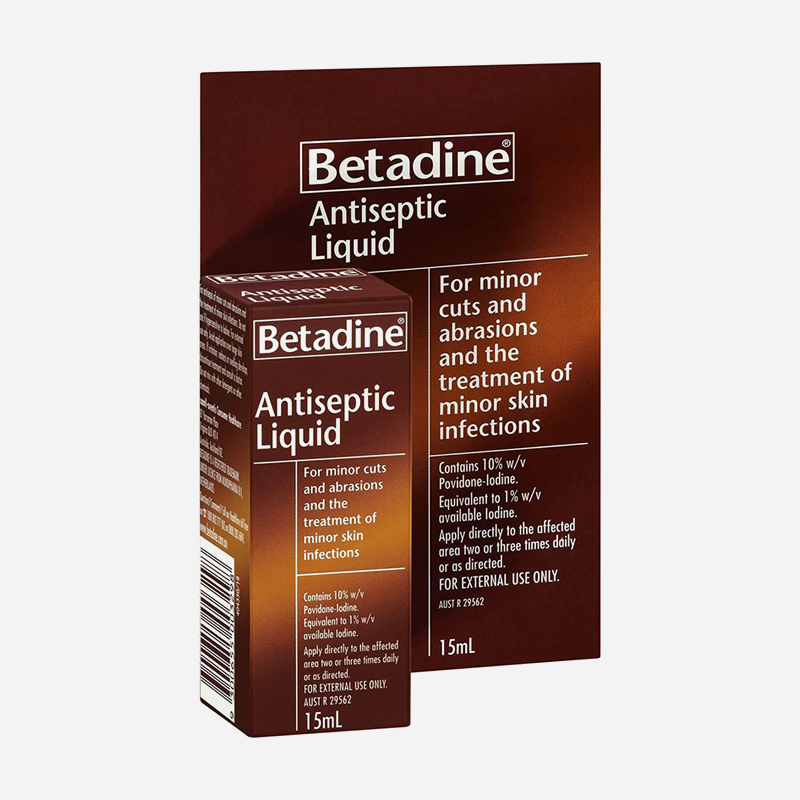 Betadine®
Antiseptic
Liquid
For minor
cuts and
abrasions
and the
treatment of
minor skin
infections
Contains 10% w/v
Povidone-Iodine.
Equivalent to 1% w/v
available Iodine.
Apply directly to the affected
area two or three times daily
or as directed.
FOR EXTERNAL USE ONLY.
AUST R 29562
15mL
Betadine
Antiseptic
Liquid
Betadine®
Antiseptic
Liquid
For minor cuts
and abrasions
and the
treatment of
minor skin
infections
Contains 10% w/v
Povidone-Iodine.
Equivalent to 1% w/v
available Iodine.
Apply directly to the affected
area two or three times daily
or as directed.
FOR EXTERNAL USE ONLY.
AUST R 29562
15mL